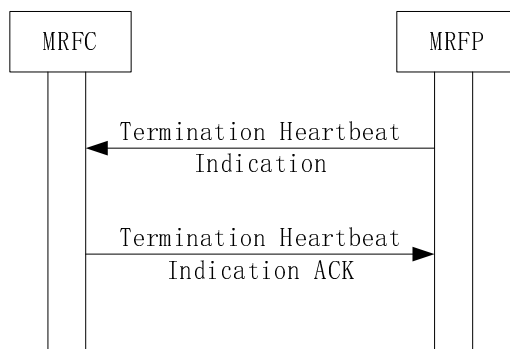 MRFC
MRFP
Termination Heartbeat
Indication
Termination Heartbeat
Indication ACK